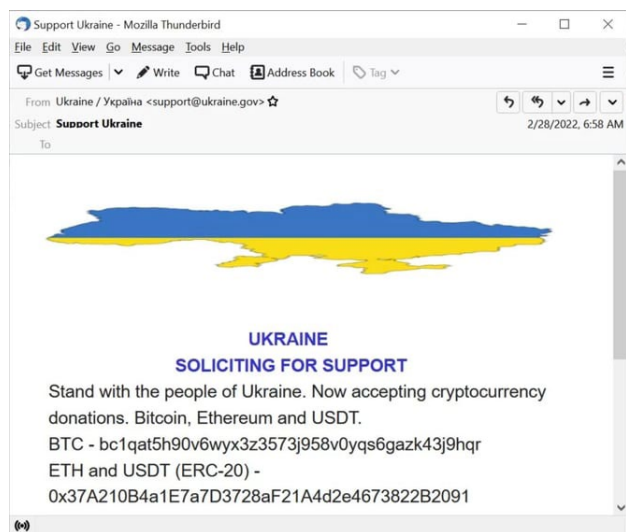 Support Ukraine - Mozilla Thunderbird
File Edit View Go Message Tools Help
Get Messages Write Chat Address Book Tag
From Ukraine / Україна <support@ukraine.gov>
Subject Support Ukraine 2/28/2022, 6:58 AM
To
UKRAINE
SOLICITING FOR SUPPORT
Stand with the people of Ukraine. Now accepting cryptocurrency
donations. Bitcoin, Ethereum and USDT.
BTC - bc1qat5h90v6wyx3z3573j958v0yqs6gazk43j9hqr
ETH and USDT (ERC-20) -
0x37A210B4a1E7a7D3728aF21A4d2e4673822B2091